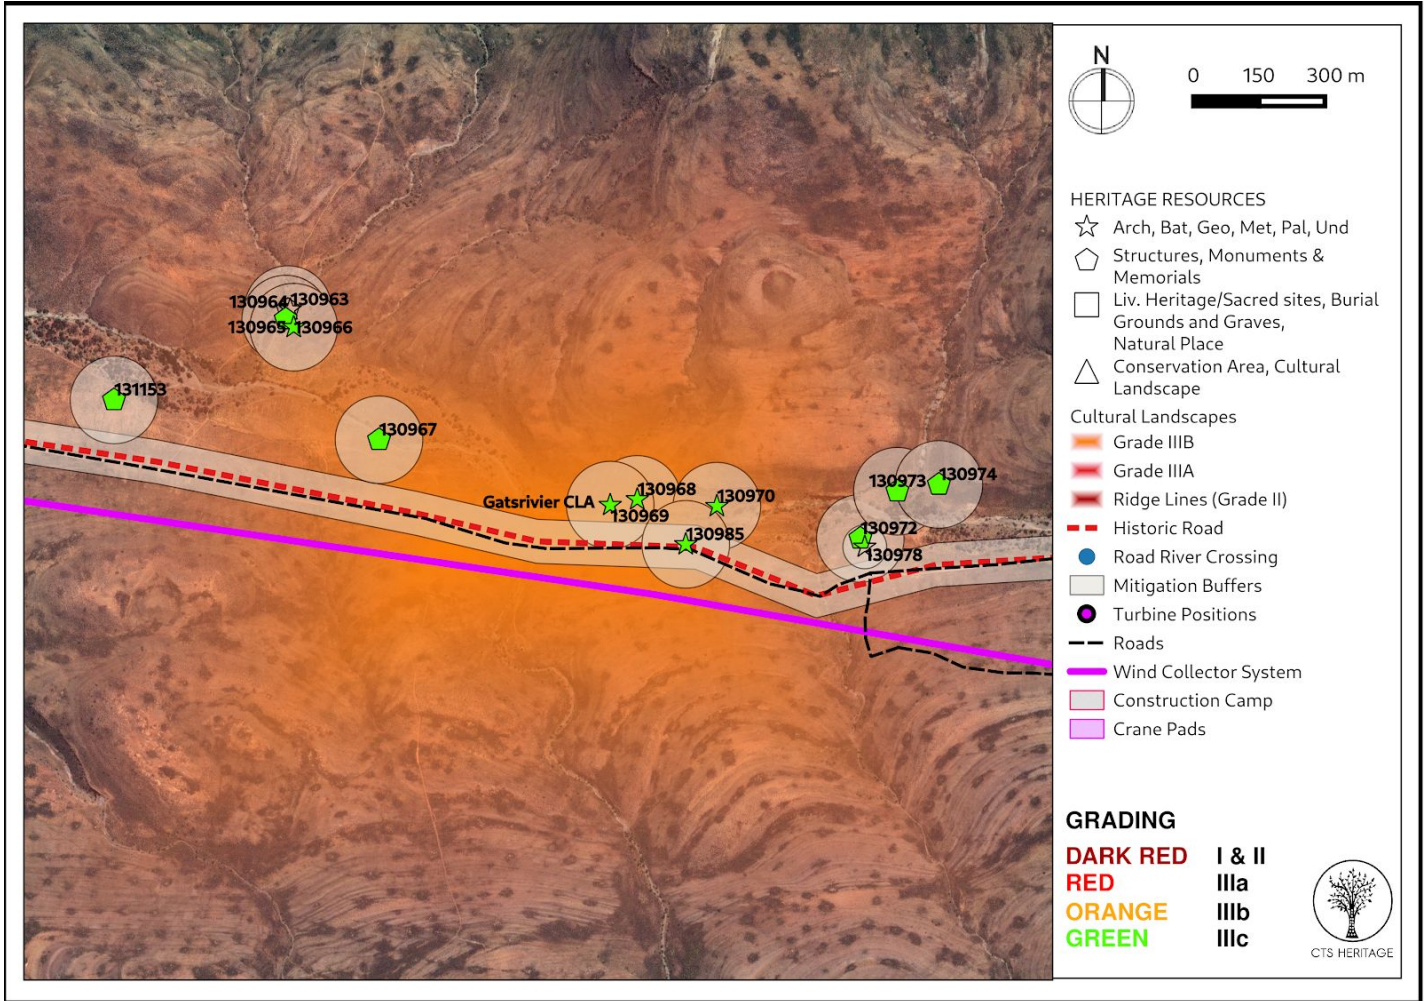 130964 130963
130965 130966
131153
130967
Gatsrivier CLA
130968
130969
130970
130985
130973
130974
130972
130978
N
0 150 300 m
HERITAGE RESOURCES
Arch, Bat, Geo, Met, Pal, Und
Structures, Monuments &
Memorials
Liv. Heritage/Sacred sites, Burial
Grounds and Graves,
Natural Place
Conservation Area, Cultural
Landscape
Cultural Landscapes
Grade IIIB
Grade IIIA
Ridge Lines (Grade II)
Historic Road
Road River Crossing
Mitigation Buffers
Turbine Positions
Roads
Wind Collector System
Construction Camp
Crane Pads
GRADING
DARK RED I & II
RED IIIa
ORANGE IIIb
GREEN IIIc
CTS HERITAGE